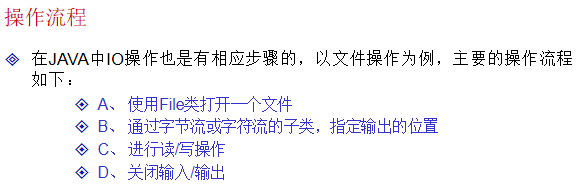 操作流程
在JAVA中IO操作也是有相应步骤的，以文件操作为例，主要的操作流程
如下：
A、使用File类打开一个文件
B、通过字节流或字符流的子类，指定输出的位置
C、进行读/写操作
D、关闭输入/输出